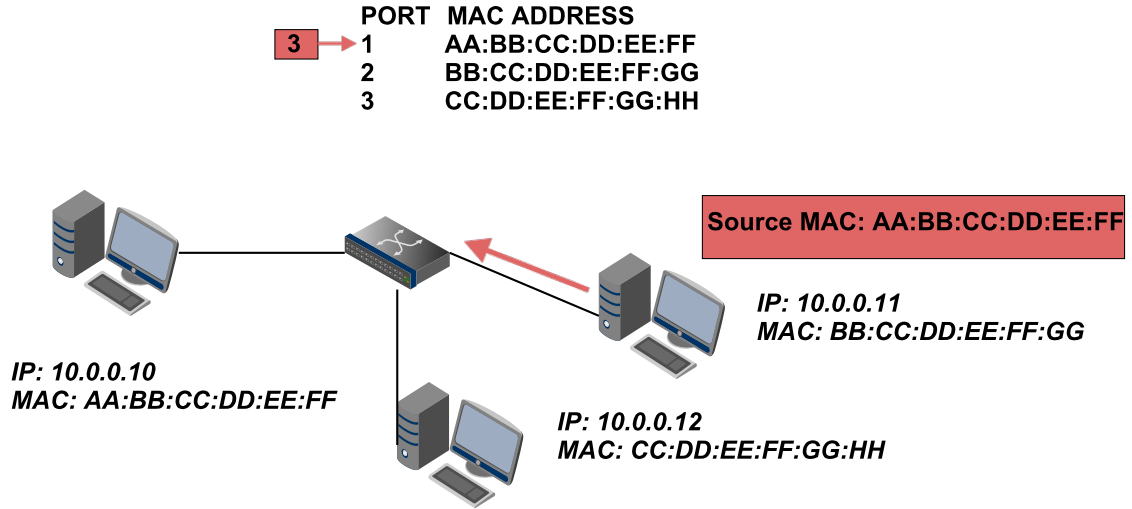 PORT MAC ADDRESS
3 1 AA:BB:CC:DD:EE:FF
2 BB:CC:DD:EE:FF:GG
3 CC:DD:EE:FF:GG:HH
Source MAC: AA:BB:CC:DD:EE:FF
IP: 10.0.0.11
MAC: BB:CC:DD:EE:FF:GG
IP: 10.0.0.10
MAC: AA:BB:CC:DD:EE:FF
IP: 10.0.0.12
MAC: CC:DD:EE:FF:GG:HH